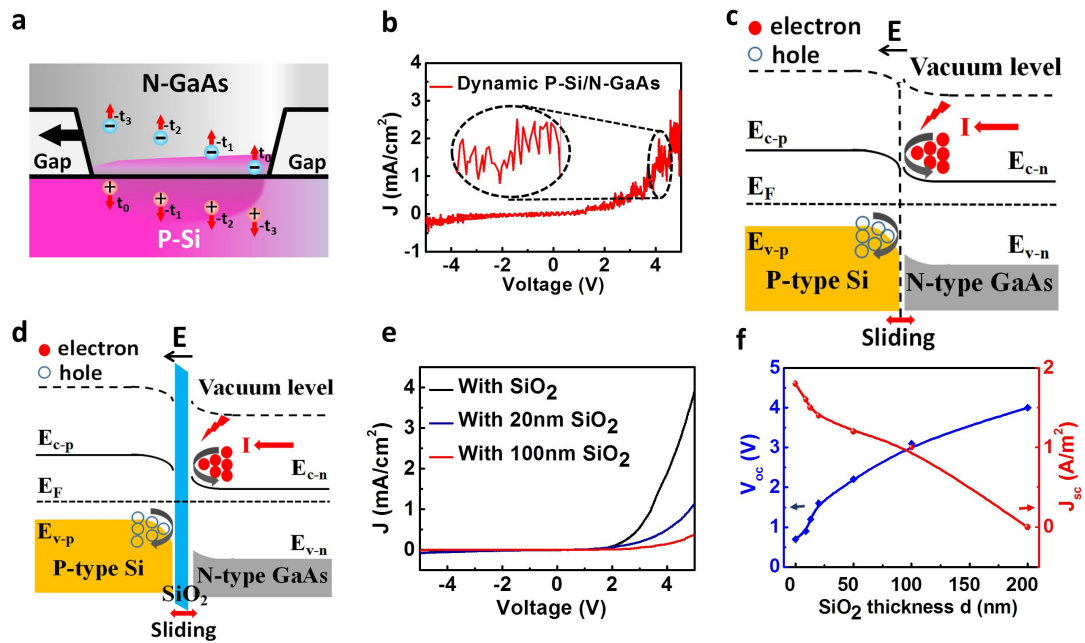 a
N-GaAs
-t3
-t2
-t1
t0
Gap
Gap
t0
-t1
-t2
-t3
P-Si
b
Dynamic P-Si/N-GaAs
J (mA/cm²)
4
3
2
1
0
-1
-4 -2 0 2 4
Voltage (V)
c
electron
hole
E
Vacuum level
I
Ec-p
Ec-n
EF
Ev-p
Ev-n
P-type Si
N-type GaAs
Sliding
d
electron
hole
E
Vacuum level
I
Ec-p
Ec-n
EF
Ev-p
Ev-n
P-type Si
N-type GaAs
SiO2
Sliding
e
With SiO2
With 20nm SiO2
With 100nm SiO2
J (mA/cm²)
4
3
2
1
0
-4 -2 0 2 4
Voltage (V)
f
Voc (V)
5
4
3
2
1
0
Jsc (A/m²)
2
1
0
0 50 100 150 200
SiO2 thickness d (nm)